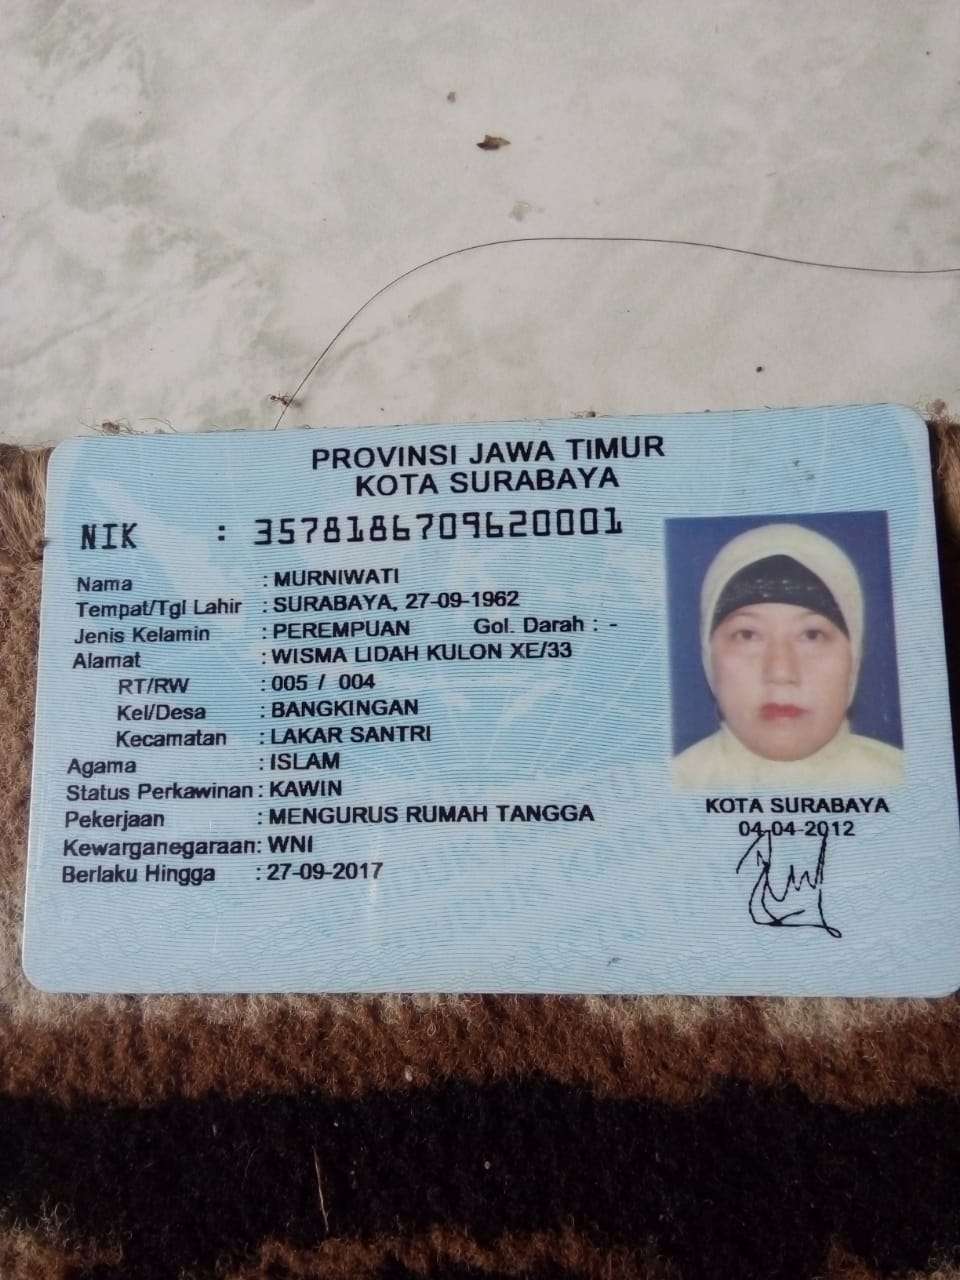 PROVINSI JAWA TIMUR
KOTA SURABAYA
NIK : 3578186709620001
Nama : MURNIWATI
Tempat/Tgl Lahir : SURABAYA, 27-09-1962
Jenis Kelamin : PEREMPUAN Gol. Darah : -
Alamat : WISMA LIDAH KULON XE/33
RT/RW : 005 / 004
Kel/Desa : BANGKINGAN
Kecamatan : LAKAR SANTRI
Agama : ISLAM
Status Perkawinan : KAWIN
Pekerjaan : MENGURUS RUMAH TANGGA
Kewarganegaraan : WNI
Berlaku Hingga : 27-09-2017
KOTA SURABAYA
04-04-2012